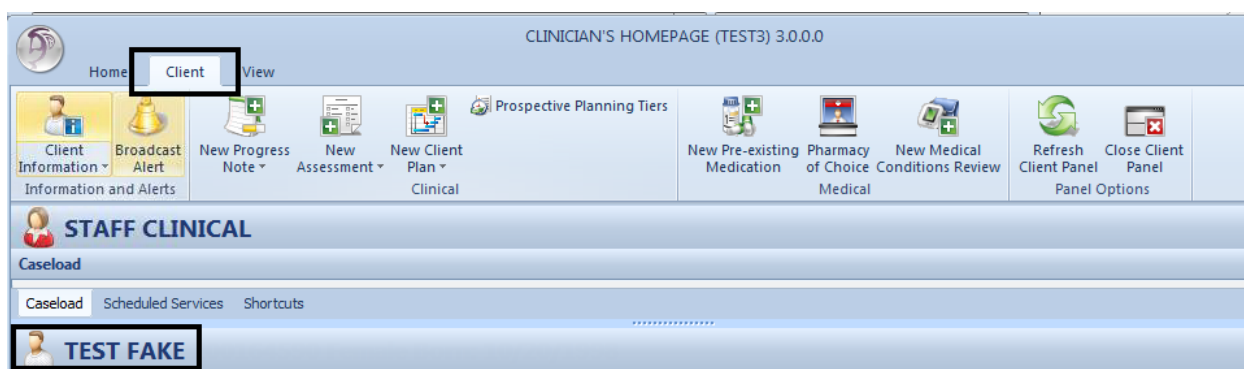 CLINICIAN'S HOMEPAGE (TEST3) 3.0.0.0
Home Client View
Client Information
Broadcast Alert
New Progress Note
New Assessment
New Client Plan
Prospective Planning Tiers
New Pre-existing Medication
Pharmacy of Choice
New Medical Conditions Review
Refresh Client Panel
Close Client Panel
Information and Alerts Clinical Medical Panel Options
STAFF CLINICAL
Caseload
Caseload Scheduled Services Shortcuts
TEST FAKE